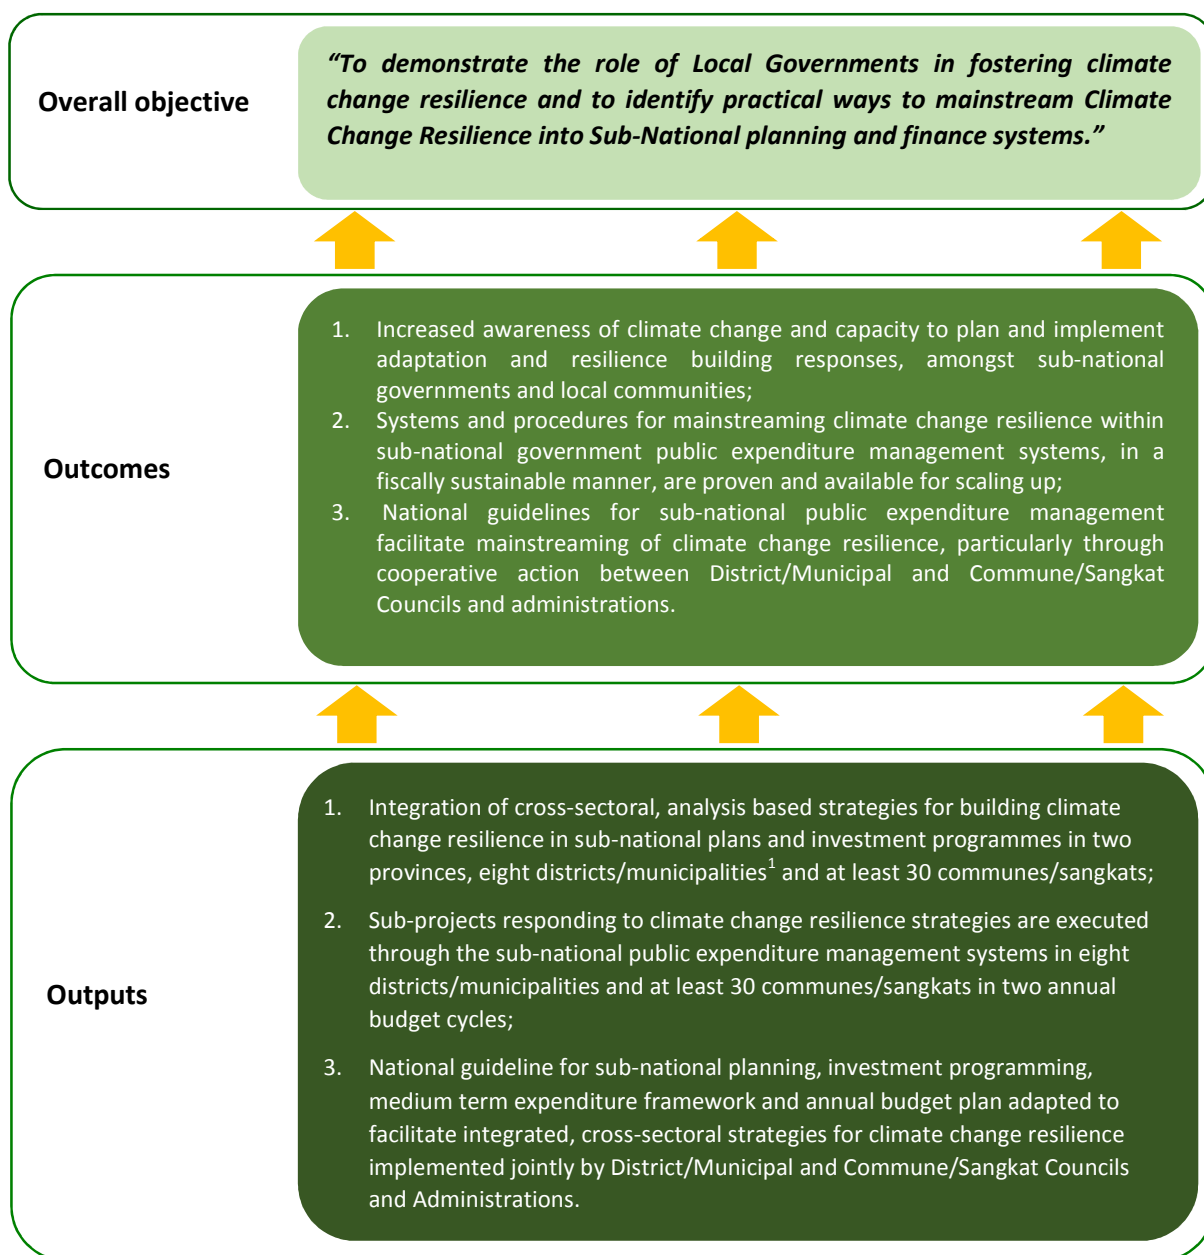 Overall objective
“To demonstrate the role of Local Governments in fostering climate
change resilience and to identify practical ways to mainstream Climate
Change Resilience into Sub-National planning and finance systems.”
Outcomes
1. Increased awareness of climate change and capacity to plan and implement
adaptation and resilience building responses, amongst sub-national
governments and local communities;
2. Systems and procedures for mainstreaming climate change resilience within
sub-national government public expenditure management systems, in a
fiscally sustainable manner, are proven and available for scaling up;
3. National guidelines for sub-national public expenditure management
facilitate mainstreaming of climate change resilience, particularly through
cooperative action between District/Municipal and Commune/Sangkat
Councils and administrations.
Outputs
1. Integration of cross-sectoral, analysis based strategies for building climate
change resilience in sub-national plans and investment programmes in two
provinces, eight districts/municipalities¹ and at least 30 communes/sangkats;
2. Sub-projects responding to climate change resilience strategies are executed
through the sub-national public expenditure management systems in eight
districts/municipalities and at least 30 communes/sangkats in two annual
budget cycles;
3. National guideline for sub-national planning, investment programming,
medium term expenditure framework and annual budget plan adapted to
facilitate integrated, cross-sectoral strategies for climate change resilience
implemented jointly by District/Municipal and Commune/Sangkat Councils
and Administrations.